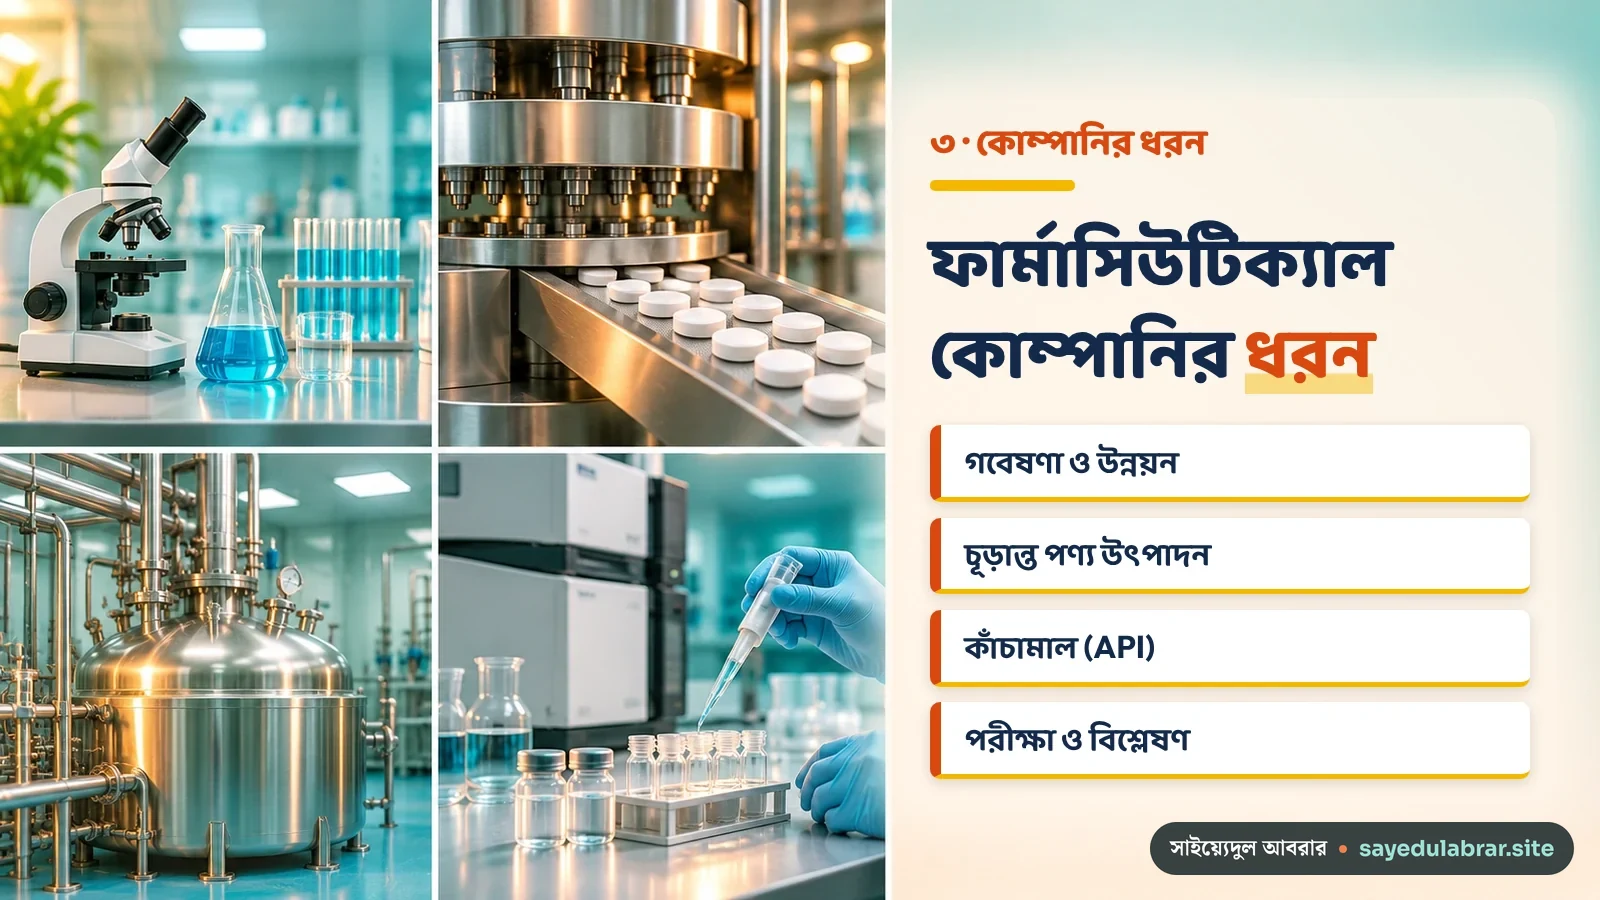 ৩ • কোম্পানির ধরন
ফার্মাসিউটিক্যাল
কোম্পানির ধরন
গবেষণা ও উন্নয়ন
চূড়ান্ত পণ্য উৎপাদন
কাঁচামাল (API)
পরীক্ষা ও বিশ্লেষণ
সাইয়্যেদুল আবরার • sayedulabrar.site